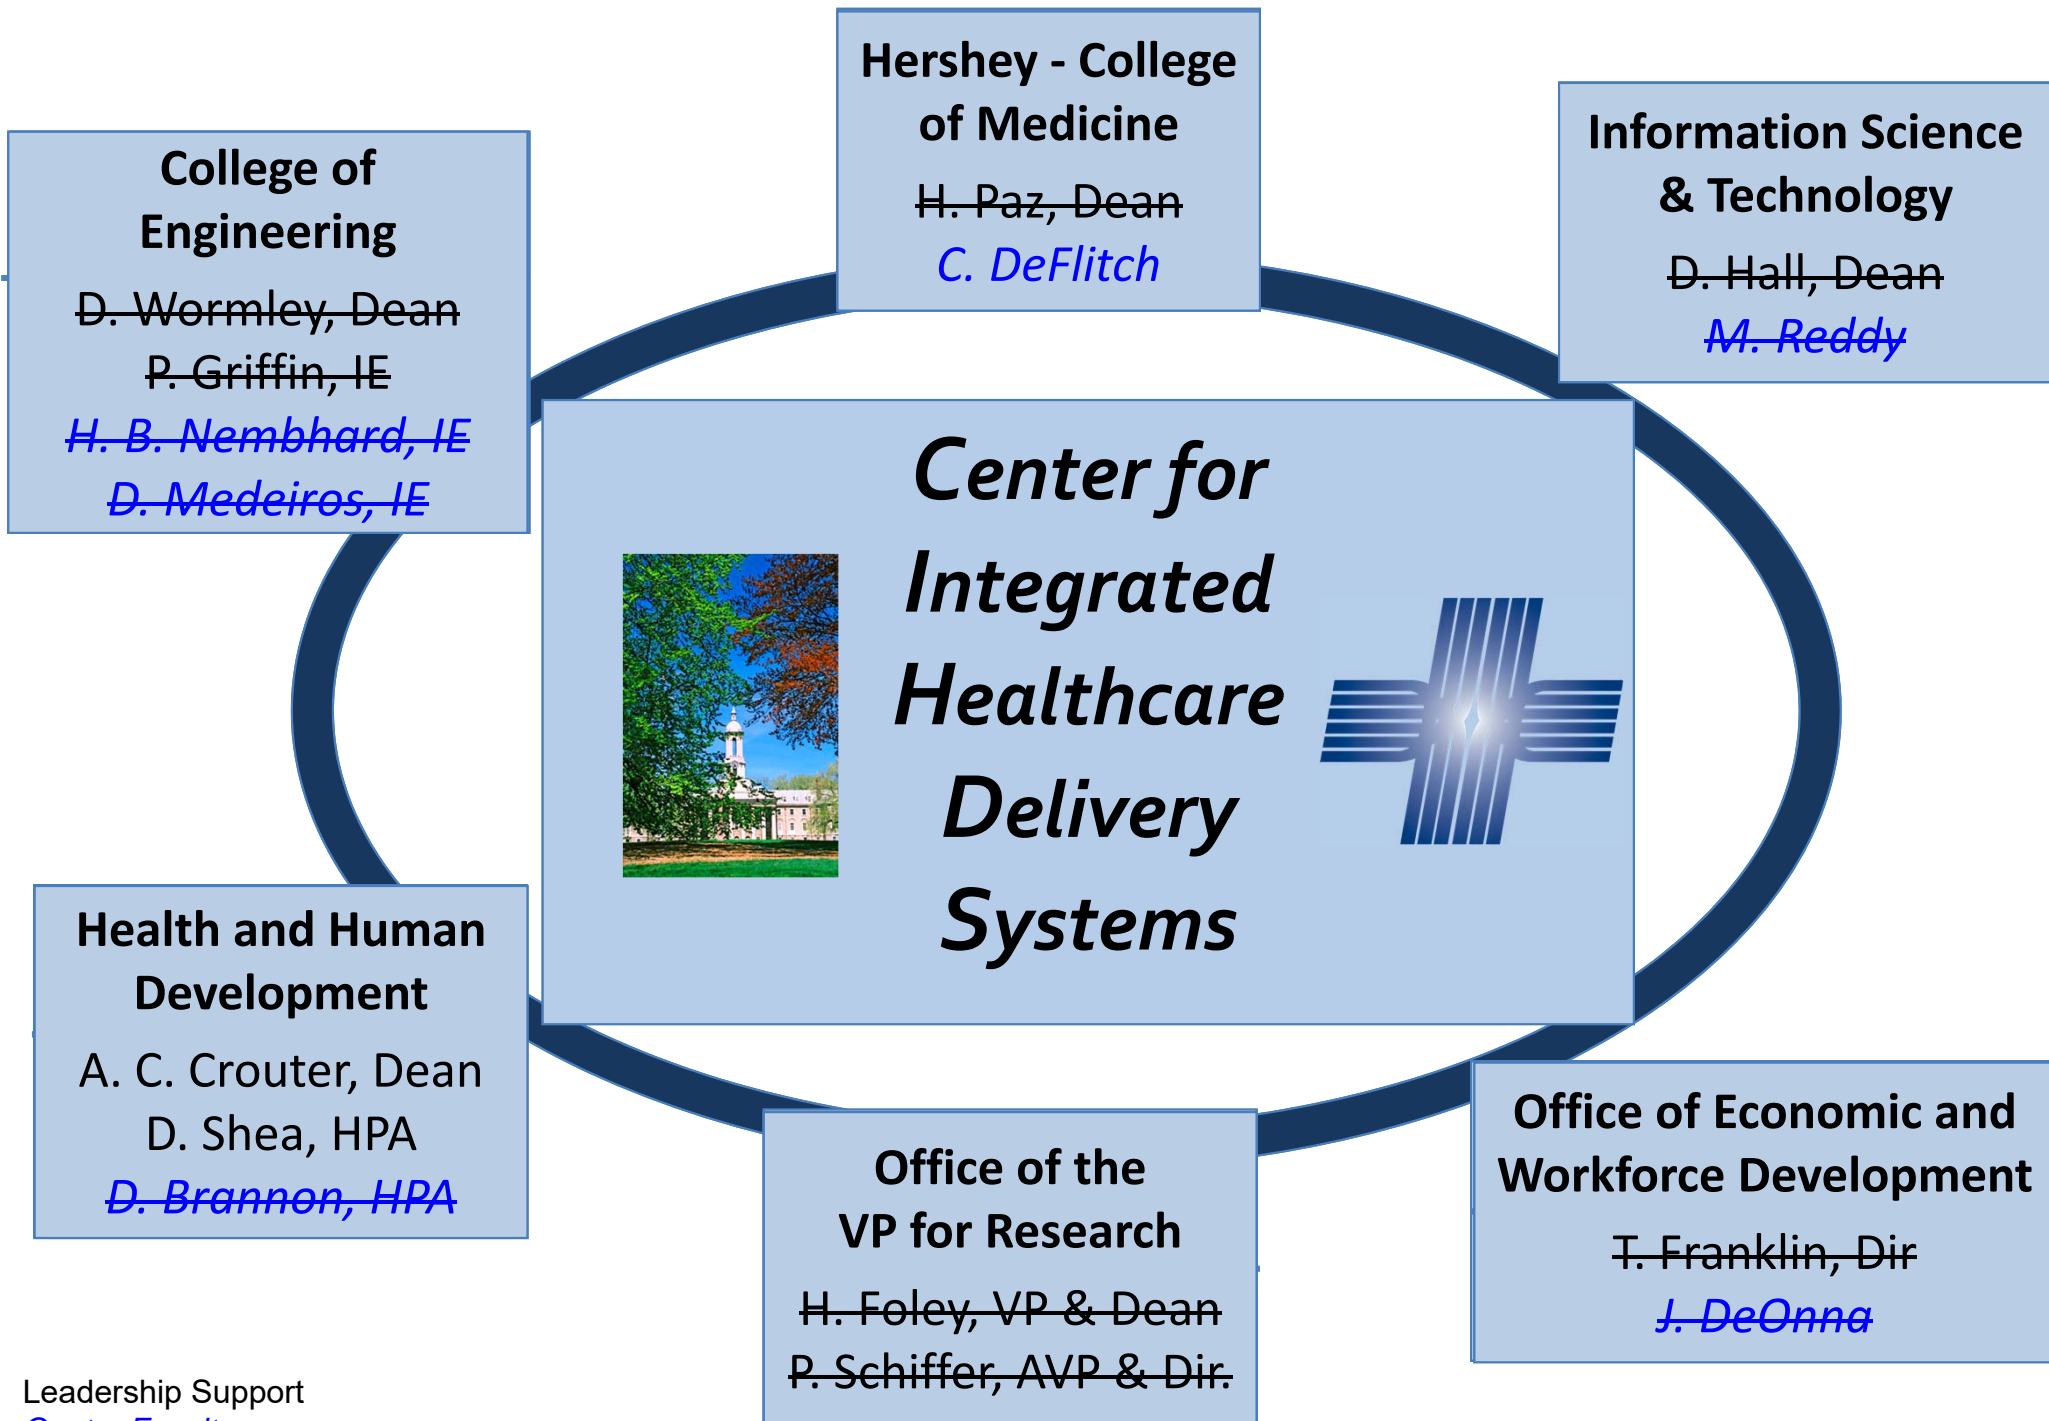 Hershey - College
of Medicine
H. Paz, Dean
C. DeFlitch
Information Science
& Technology
D. Hall, Dean
M. Reddy
College of
Engineering
D. Wormley, Dean
P. Griffin, IE
H. B. Nembhard, IE
D. Medeiros, IE
Center for
Integrated
Healthcare
Delivery
Systems
Health and Human
Development
A. C. Crouter, Dean
D. Shea, HPA
D. Brannon, HPA
Office of the
VP for Research
H. Foley, VP & Dean
P. Schiffer, AVP & Dir.
Office of Economic and
Workforce Development
T. Franklin, Dir
J. DeOnna
Leadership Support